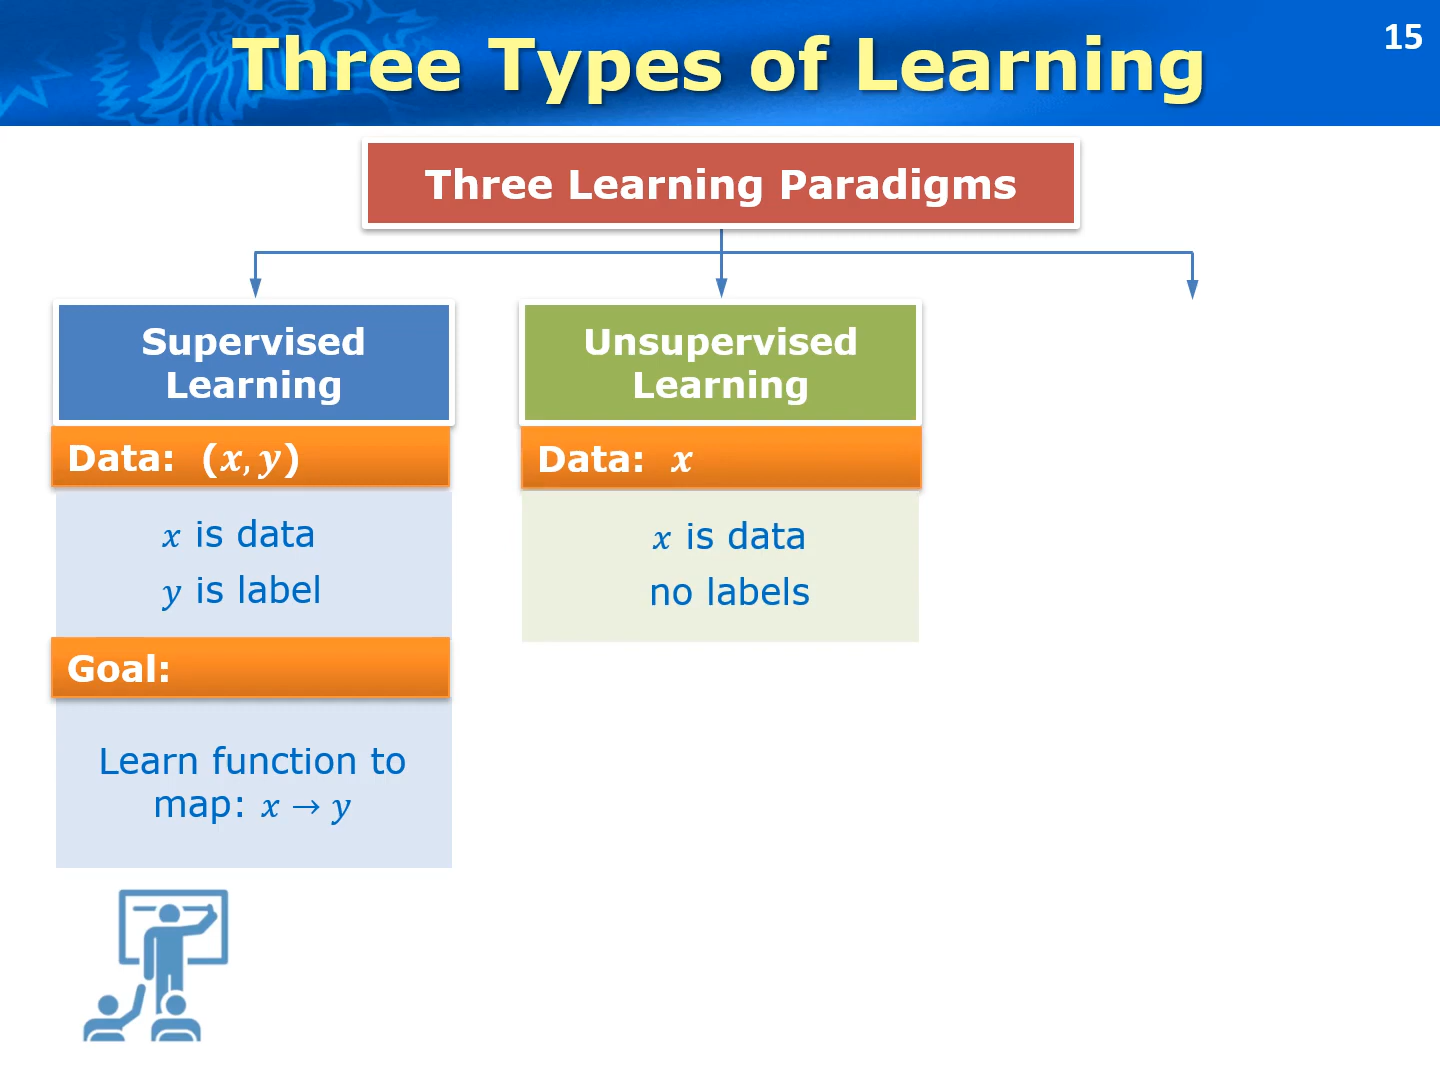 Three Types of Learning
15
Three Learning Paradigms
Supervised
Learning
Data: (x, y)
x is data
y is label
Goal:
Learn function to
map: x → y
Unsupervised
Learning
Data: x
x is data
no labels